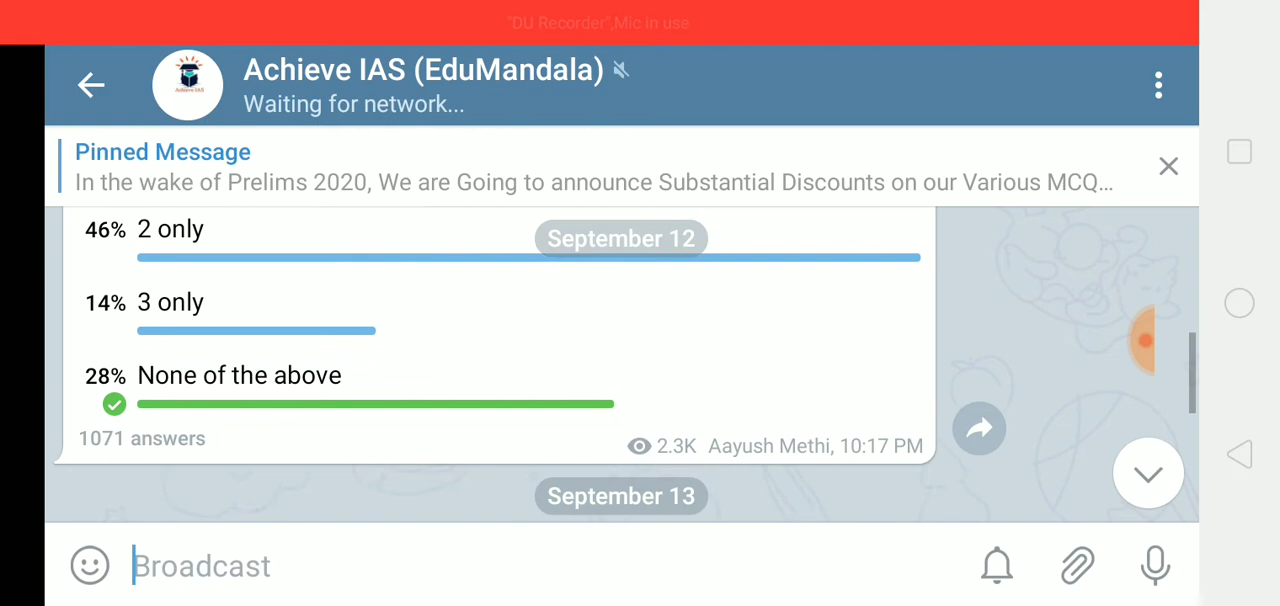 "DU Recorder",Mic in use
Achieve IAS (EduMandala)
Waiting for network...
Pinned Message
In the wake of Prelims 2020, We are Going to announce Substantial Discounts on our Various MCQ...
46% 2 only
September 12
14% 3 only
28% None of the above
1071 answers
2.3K Aayush Methi, 10:17 PM
September 13
Broadcast
Achieve IAS